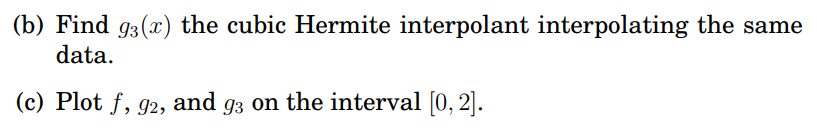 (b) Find g₃(x) the cubic Hermite interpolant interpolating the same
data.
(c) Plot f, g₂, and g₃ on the interval [0, 2].